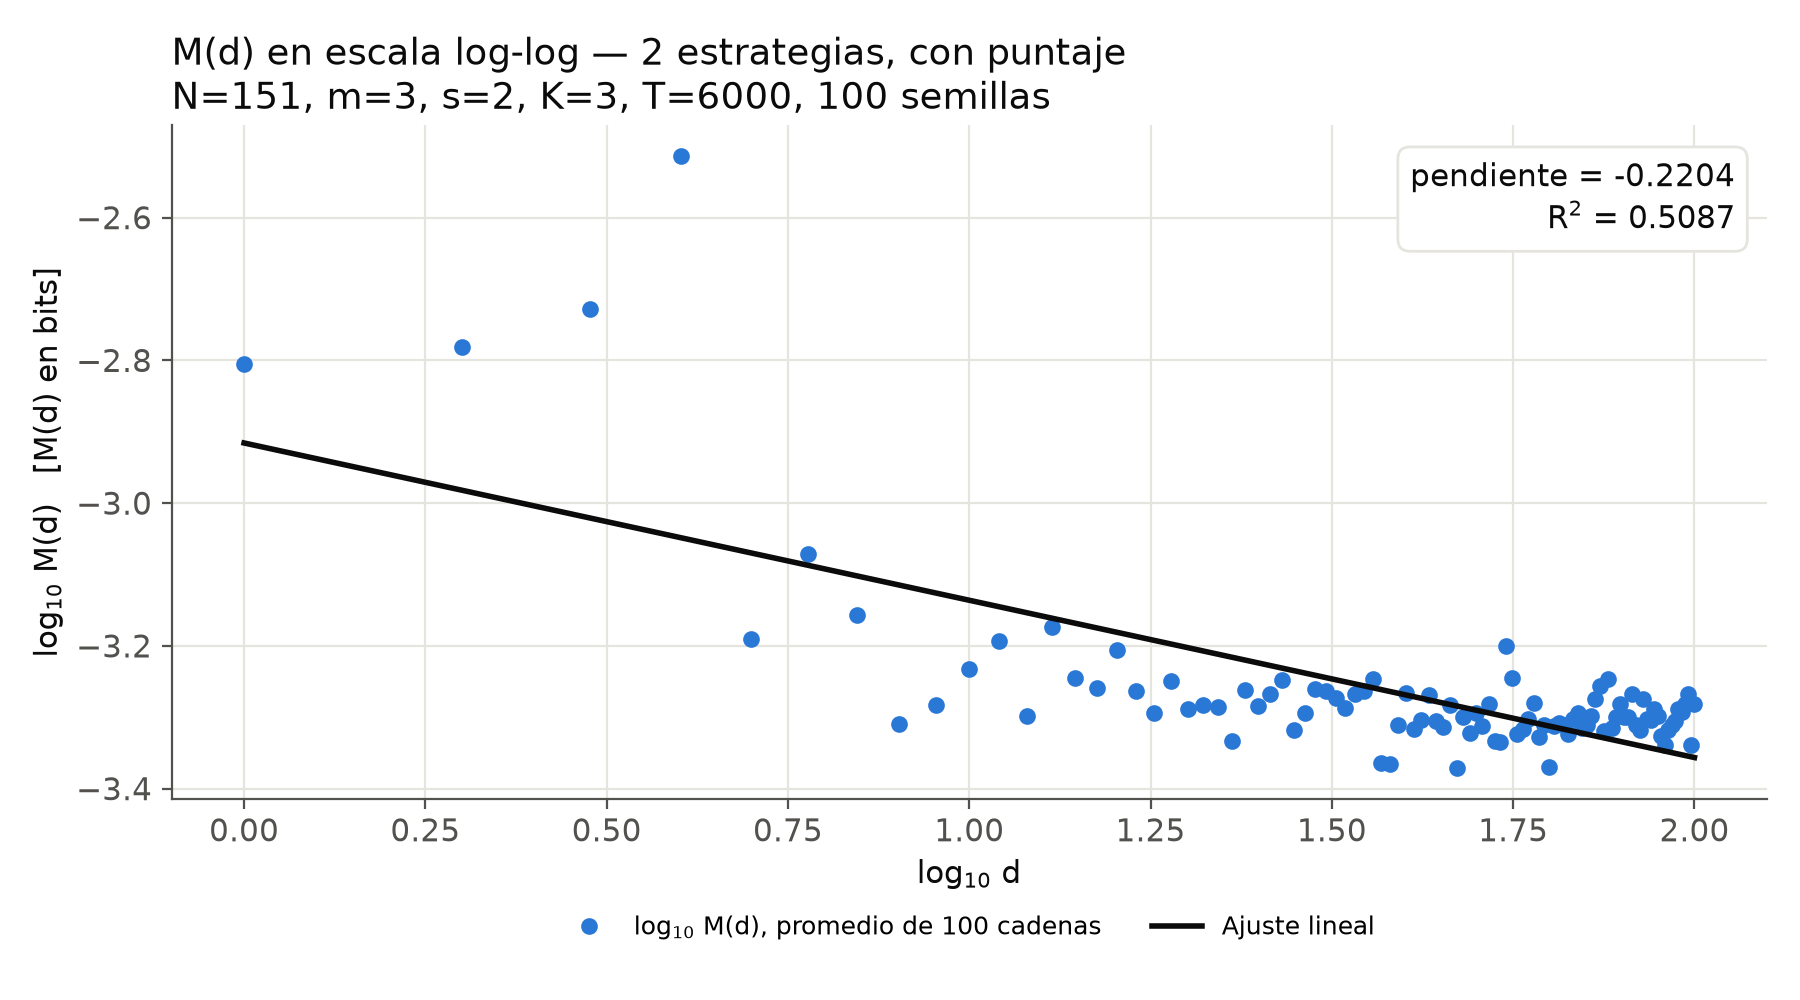 M(d) en escala log-log — 2 estrategias, con puntaje
N=151, m=3, s=2, K=3, T=6000, 100 semillas
pendiente = -0.2204
R² = 0.5087
log₁₀ M(d)   [M(d) en bits]
−2.6
−2.8
−3.0
−3.2
−3.4
0.00 0.25 0.50 0.75 1.00 1.25 1.50 1.75 2.00
log₁₀ d
log₁₀ M(d), promedio de 100 cadenas
Ajuste lineal